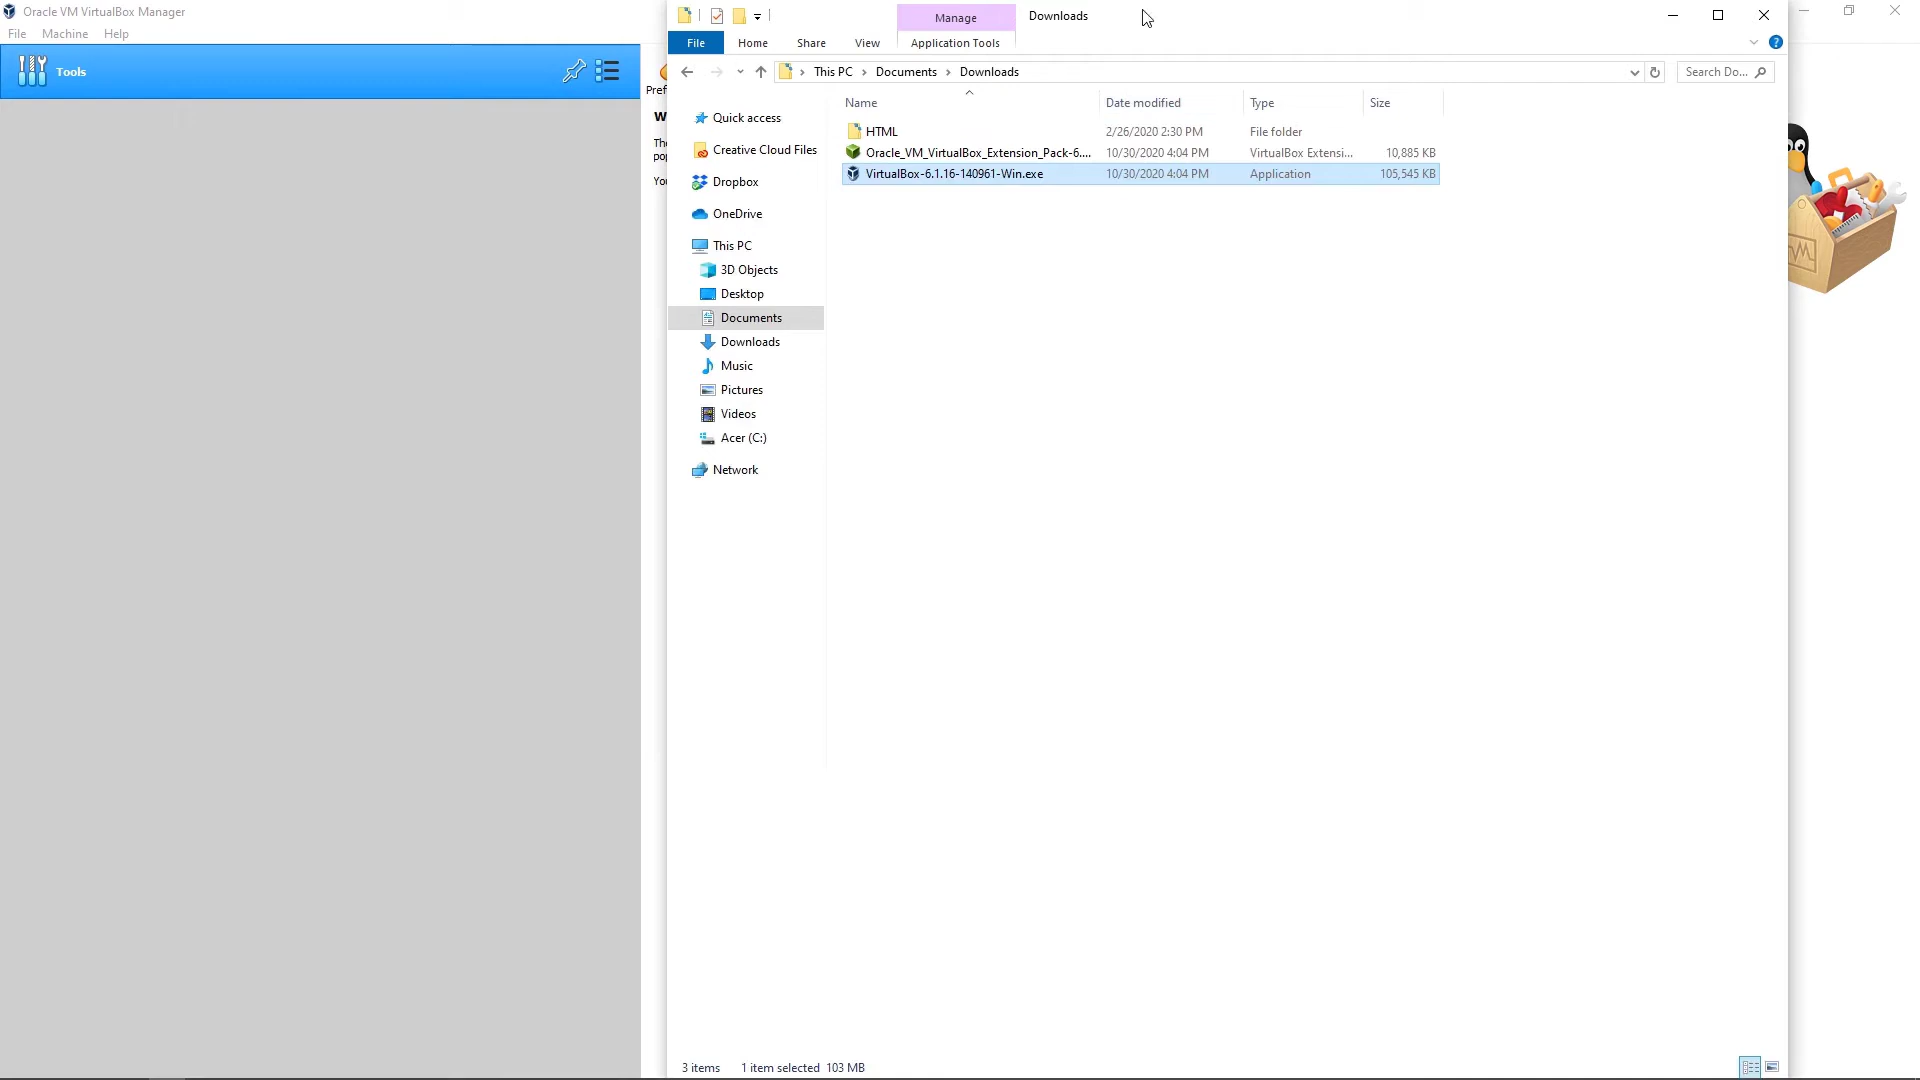 Oracle VM VirtualBox Manager
File Machine Help
Tools
Manage
Downloads
File Home Share View Application Tools
This PC Documents Downloads
Search Do...
Name Date modified Type Size
HTML 2/26/2020 2:30 PM File folder
Oracle_VM_VirtualBox_Extension_Pack-6.... 10/30/2020 4:04 PM VirtualBox Extensi... 10,885 KB
VirtualBox-6.1.16-140961-Win.exe 10/30/2020 4:04 PM Application 105,545 KB
Quick access
Creative Cloud Files
Dropbox
OneDrive
This PC
3D Objects
Desktop
Documents
Downloads
Music
Pictures
Videos
Acer (C:)
Network
Pref
W
The
pop
You
3 items 1 item selected 103 MB